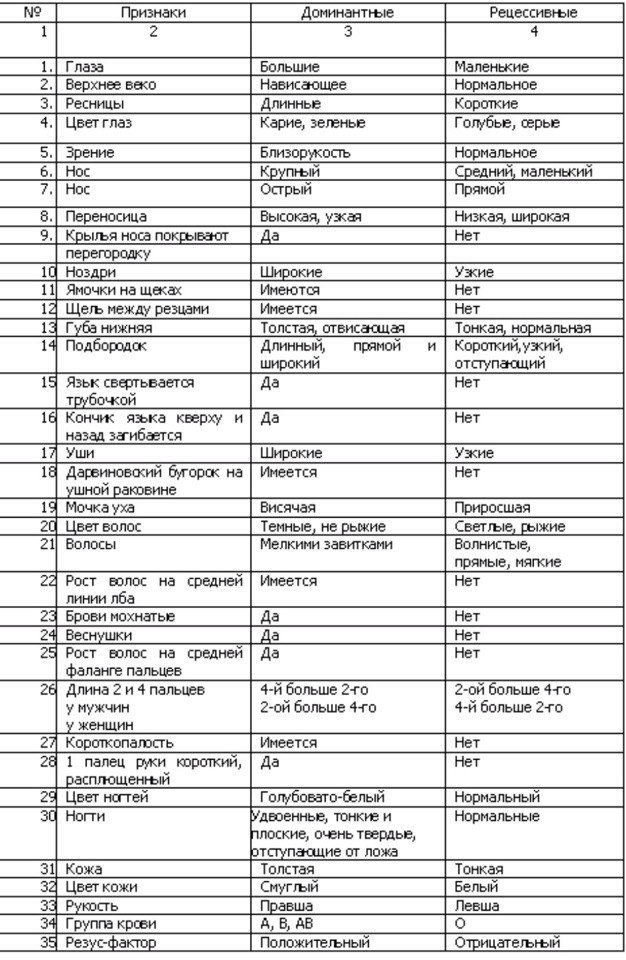 № Признаки Доминантные Рецессивные
1 2 3 4
1. Глаза Большие Маленькие
2. Верхнее веко Нависающее Нормальное
3. Ресницы Длинные Короткие
4. Цвет глаз Карие, зеленые Голубые, серые
5. Зрение Близорукость Нормальное
6. Нос Крупный Средний, маленький
7. Нос Острый Прямой
8. Переносица Высокая, узкая Низкая, широкая
9. Крылья носа покрывают Да Нет
перегородку
10 Ноздри Широкие Узкие
11 Ямочки на щеках Имеются Нет
12 Щель между резцами Имеется Нет
13 Губа нижняя Толстая, отвисающая Тонкая, нормальная
14 Подбородок Длинный, прямой и Короткий,узкий,
широкий отступающий
15 Язык свертывается Да Нет
трубочкой
16 Кончик языка кверху и Да Нет
назад загибается
17 Уши Широкие Узкие
18 Дарвиновский бугорок на Имеется Нет
ушной раковине
19 Мочка уха Висячая Приросшая
20 Цвет волос Темные, не рыжие Светлые, рыжие
21 Волосы Мелкими завитками Волнистые,
прямые, мягкие
22 Рост волос на средней Имеется Нет
линии лба
23 Брови мохнатые Да Нет
24 Веснушки Да Нет
25 Рост волос на средней Да Нет
фаланге пальцев
26 Длина 2 и 4 пальцев 4-й больше 2-го 2-ой больше 4-го
у мужчин 2-ой больше 4-го 4-й больше 2-го
у женщин
27 Короткопалость Имеется Нет
28 1 палец руки короткий, Да Нет
расплющенный
29 Цвет ногтей Голубовато-белый Нормальный
30 Ногти Удвоенные, тонкие и Нормальные
плоские, очень твердые,
отступающие от ложа
31 Кожа Толстая Тонкая
32 Цвет кожи Смуглый Белый
33 Рукость Правша Левша
34 Группа крови А, В, АВ О
35 Резус-фактор Положительный Отрицательный